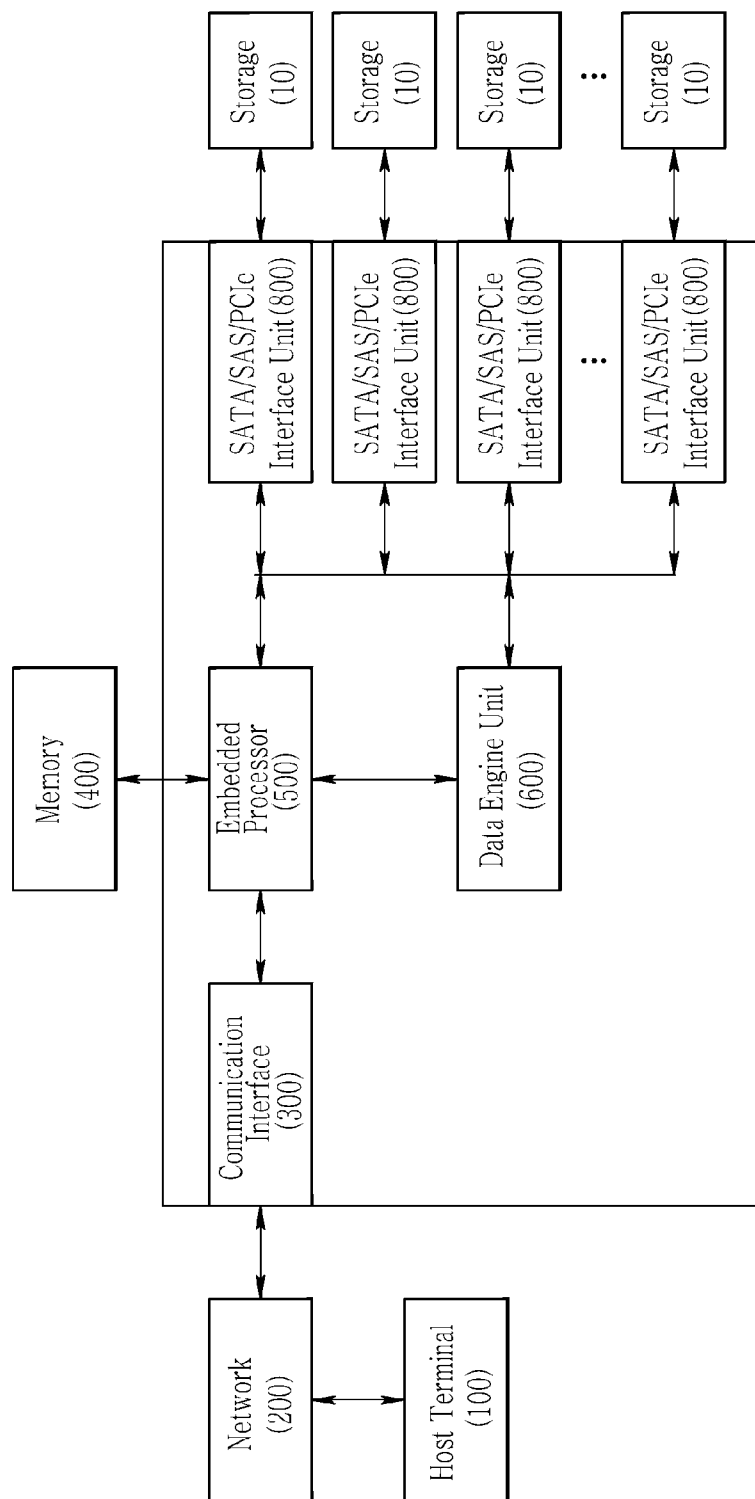 Memory
(400)
Network
(200)
Communication
Interface
(300)
Embedded
Processor
(500)
SATA/SAS/PCIc
Interface Unit(800)
Storage
(10)
SATA/SAS/PCIe
Interface Unit(800)
Storage
(10)
Host Terminal
(100)
Data Engine Unit
(600)
SATA/SAS/PCIe
Interface Unit(800)
Storage
(10)
...
...
SATA/SAS/PCIe
Interface Unit(800)
Storage
(10)